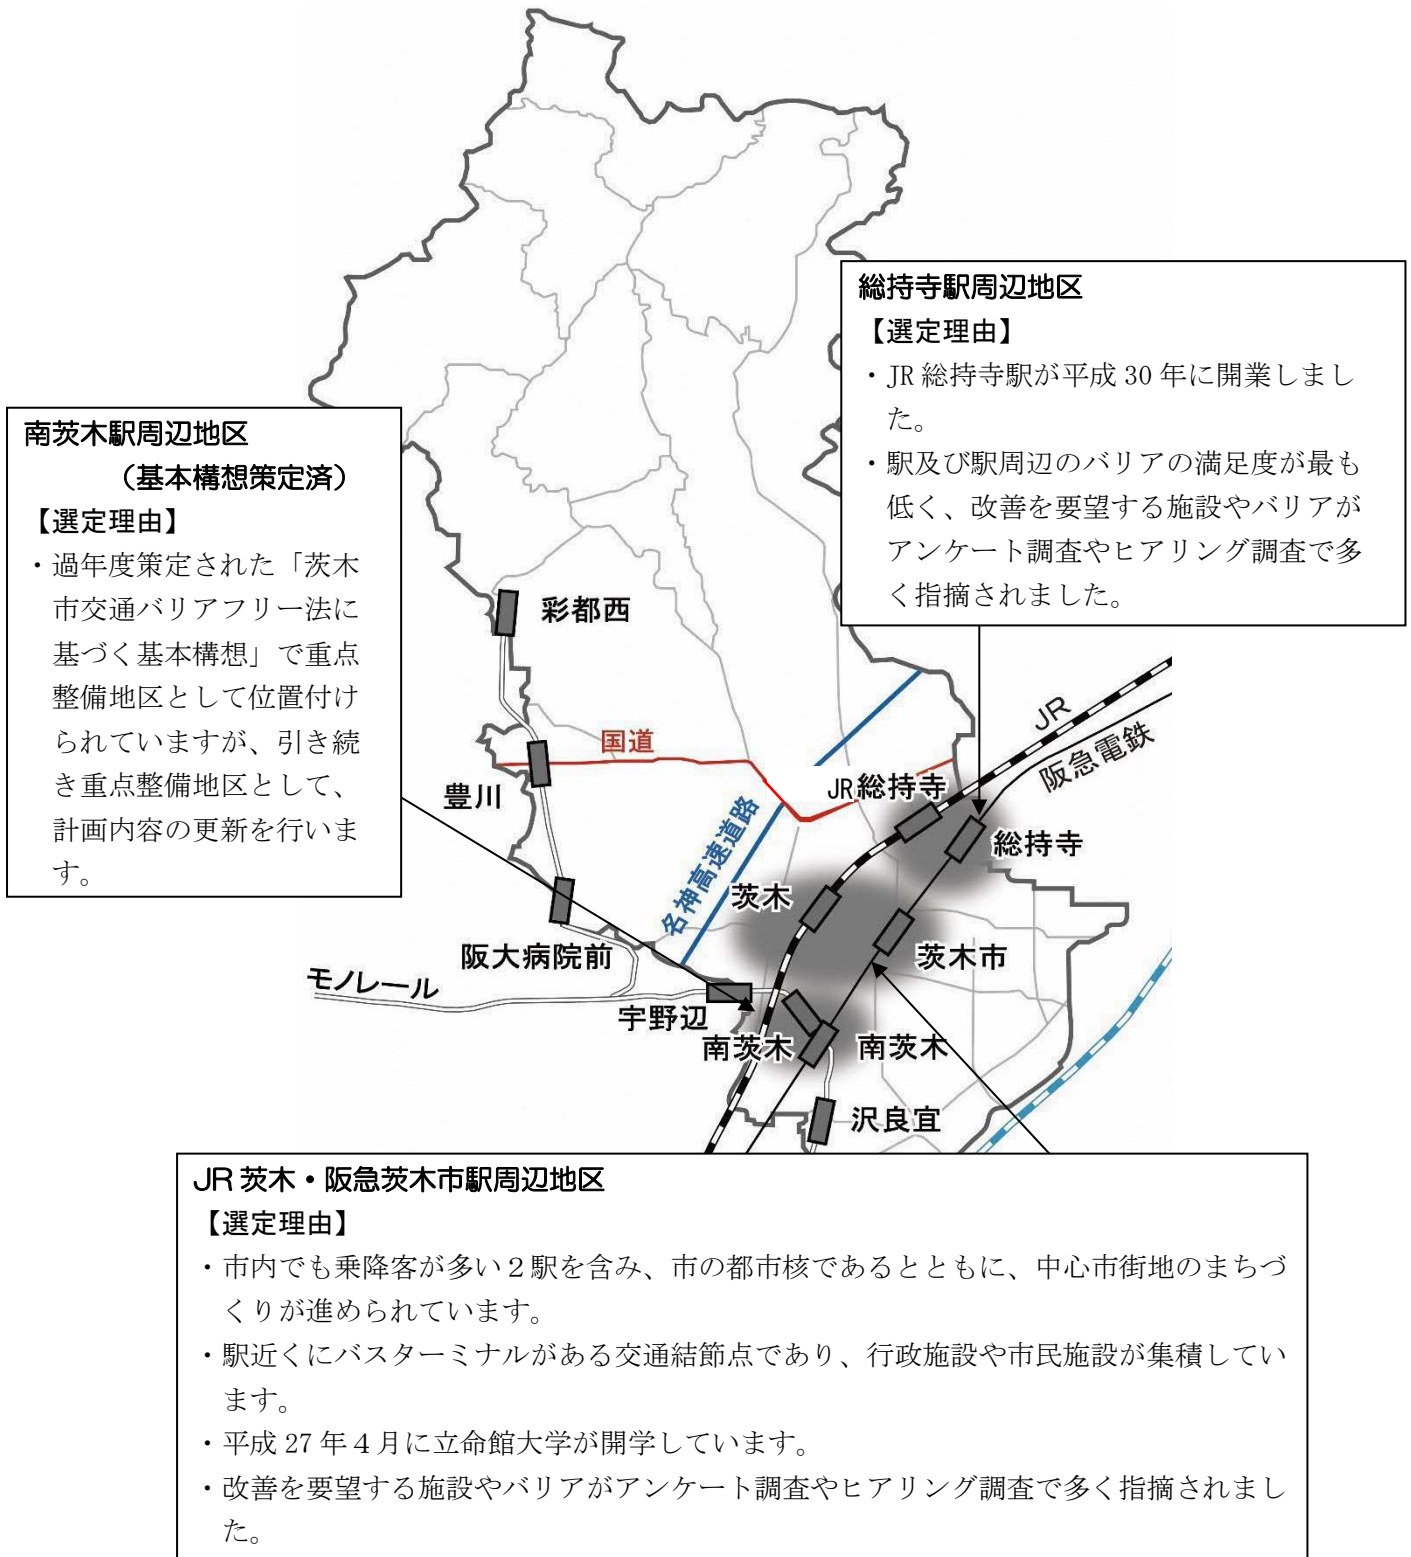 総持寺駅周辺地区
【選定理由】
・JR 総持寺駅が平成 30 年に開業しまし
た。
・駅及び駅周辺のバリアの満足度が最も
低く、改善を要望する施設やバリアが
アンケート調査やヒアリング調査で多
く指摘されました。
南茨木駅周辺地区
（基本構想策定済）
【選定理由】
・過年度策定された「茨木
市交通バリアフリー法に
基づく基本構想」で重点
整備地区として位置付け
られていますが、引き続
き重点整備地区として、
計画内容の更新を行いま
す。
彩都西
国道
豊川
名神高速道路
JR
阪急電鉄
JR総持寺
総持寺
茨木
茨木市
阪大病院前
モノレール
宇野辺
南茨木
南茨木
沢良宜
JR 茨木・阪急茨木市駅周辺地区
【選定理由】
・市内でも乗降客が多い２駅を含み、市の都市核であるとともに、中心市街地のまちづ
くりが進められています。
・駅近くにバスターミナルがある交通結節点であり、行政施設や市民施設が集積してい
ます。
・平成 27 年４月に立命館大学が開学しています。
・改善を要望する施設やバリアがアンケート調査やヒアリング調査で多く指摘されまし
た。